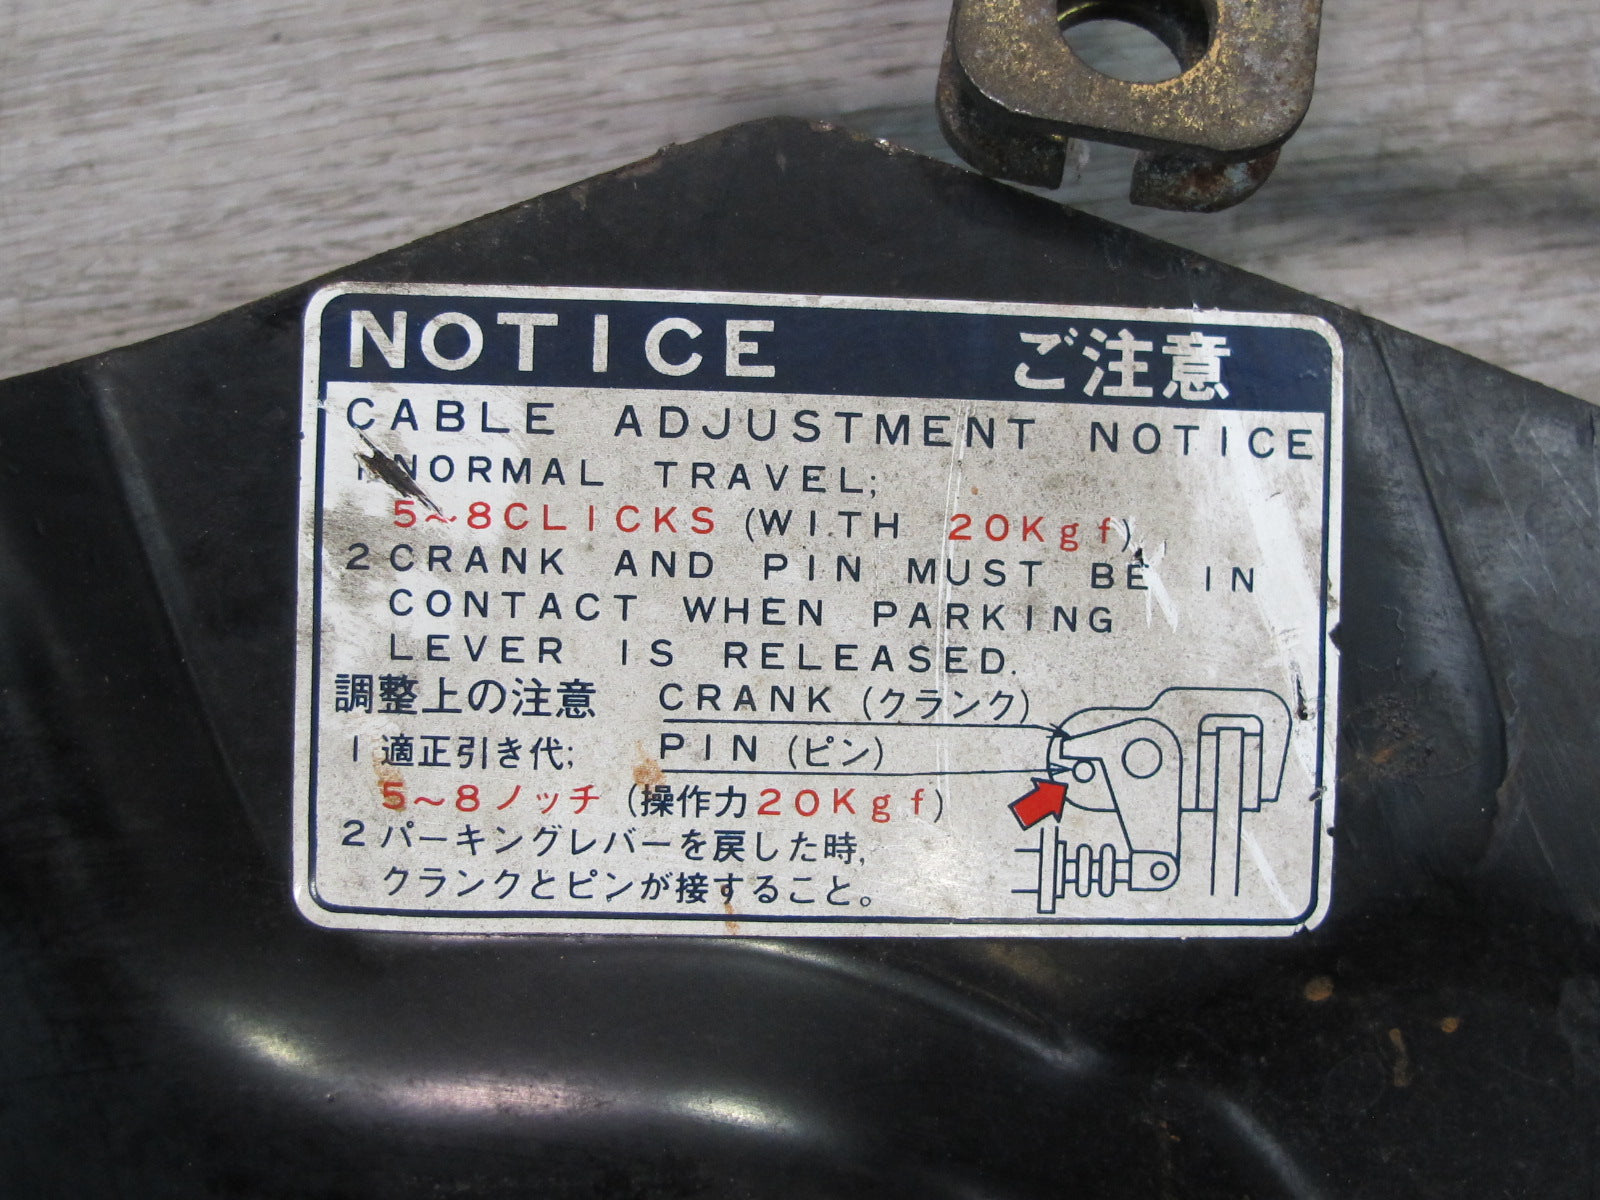 NOTICE ご注意
CABLE ADJUSTMENT NOTICE
1 NORMAL TRAVEL;
5~8CLICKS (WITH 20Kgf)
2 CRANK AND PIN MUST BE IN
CONTACT WHEN PARKING
LEVER IS RELEASED.
調整上の注意 CRANK (クランク)
1 適正引き代; PIN (ピン)
5~8ノッチ (操作力20Kgf)
2 パーキングレバーを戻した時,
クランクとピンが接すること。